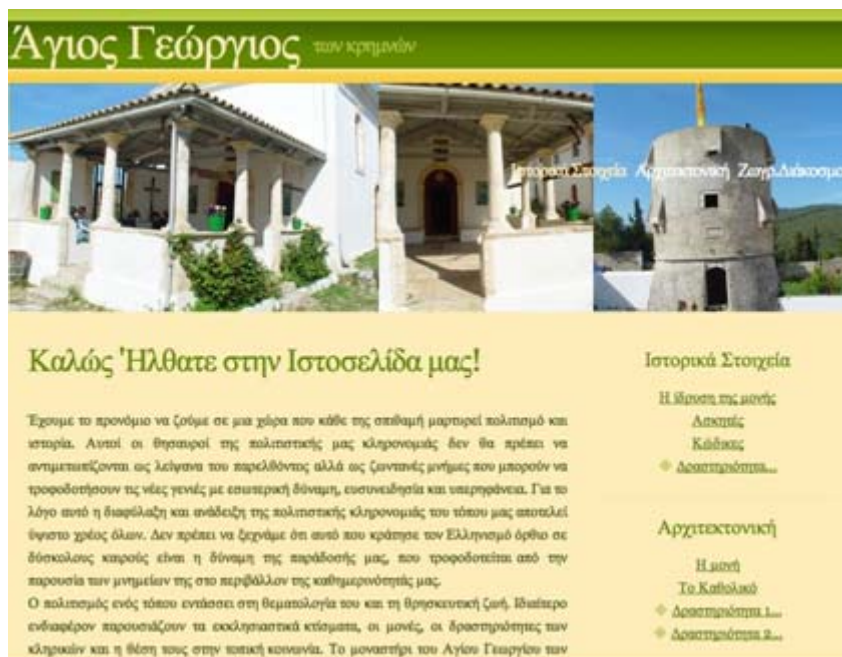 Άγιος Γεώργιος των κρημνών
Ιστορικά Στοιχεία Αρχιτεκτονική Ζωγρ.Διάκοσμο
Καλώς Ήλθατε στην Ιστοσελίδα μας!
Έχουμε το προνόμιο να ζούμε σε μια χώρα που κάθε της σπιθαμή μαρτυρεί πολιτισμό και
ιστορία. Αυτοί οι θησαυροί της πολιτιστικής μας κληρονομιάς δεν θα πρέπει να
αντιμετωπίζονται ως λείψανα του παρελθόντος αλλά ως ζωντανές μνήμες που μπορούν να
τροφοδοτήσουν τις νέες γενιές με εσωτερική δύναμη, ευσυνειδησία και υπερηφάνεια. Για το
λόγο αυτό η διαφύλαξη και ανάδειξη της πολιτιστικής κληρονομιάς του τόπου μας αποτελεί
ύψιστο χρέος όλων. Δεν πρέπει να ξεχνάμε ότι αυτό που κράτησε τον Ελληνισμό όρθιο σε
δύσκολους καιρούς είναι η δύναμη της παράδοσής μας, που τροφοδοτείται από την
παρουσία των μνημείων της στο περιβάλλον της καθημερινότητάς μας.
Ο πολιτισμός ενός τόπου εντάσσει στη θεματολογία του και τη θρησκευτική ζωή. Ιδιαίτερο
ενδιαφέρον παρουσιάζουν τα εκκλησιαστικά κτίσματα, οι μονές, οι δραστηριότητες των
κληρικών και η θέση τους στην τοπική κοινωνία. Το μοναστήρι του Αγίου Γεωργίου των
Ιστορικά Στοιχεία
Η ίδρυση της μονής
Ασκητές
Κώδικες
Δραστηριότητα...
Αρχιτεκτονική
Η μονή
Το Καθολικό
Δραστηριότητα 1...
Δραστηριότητα 2...